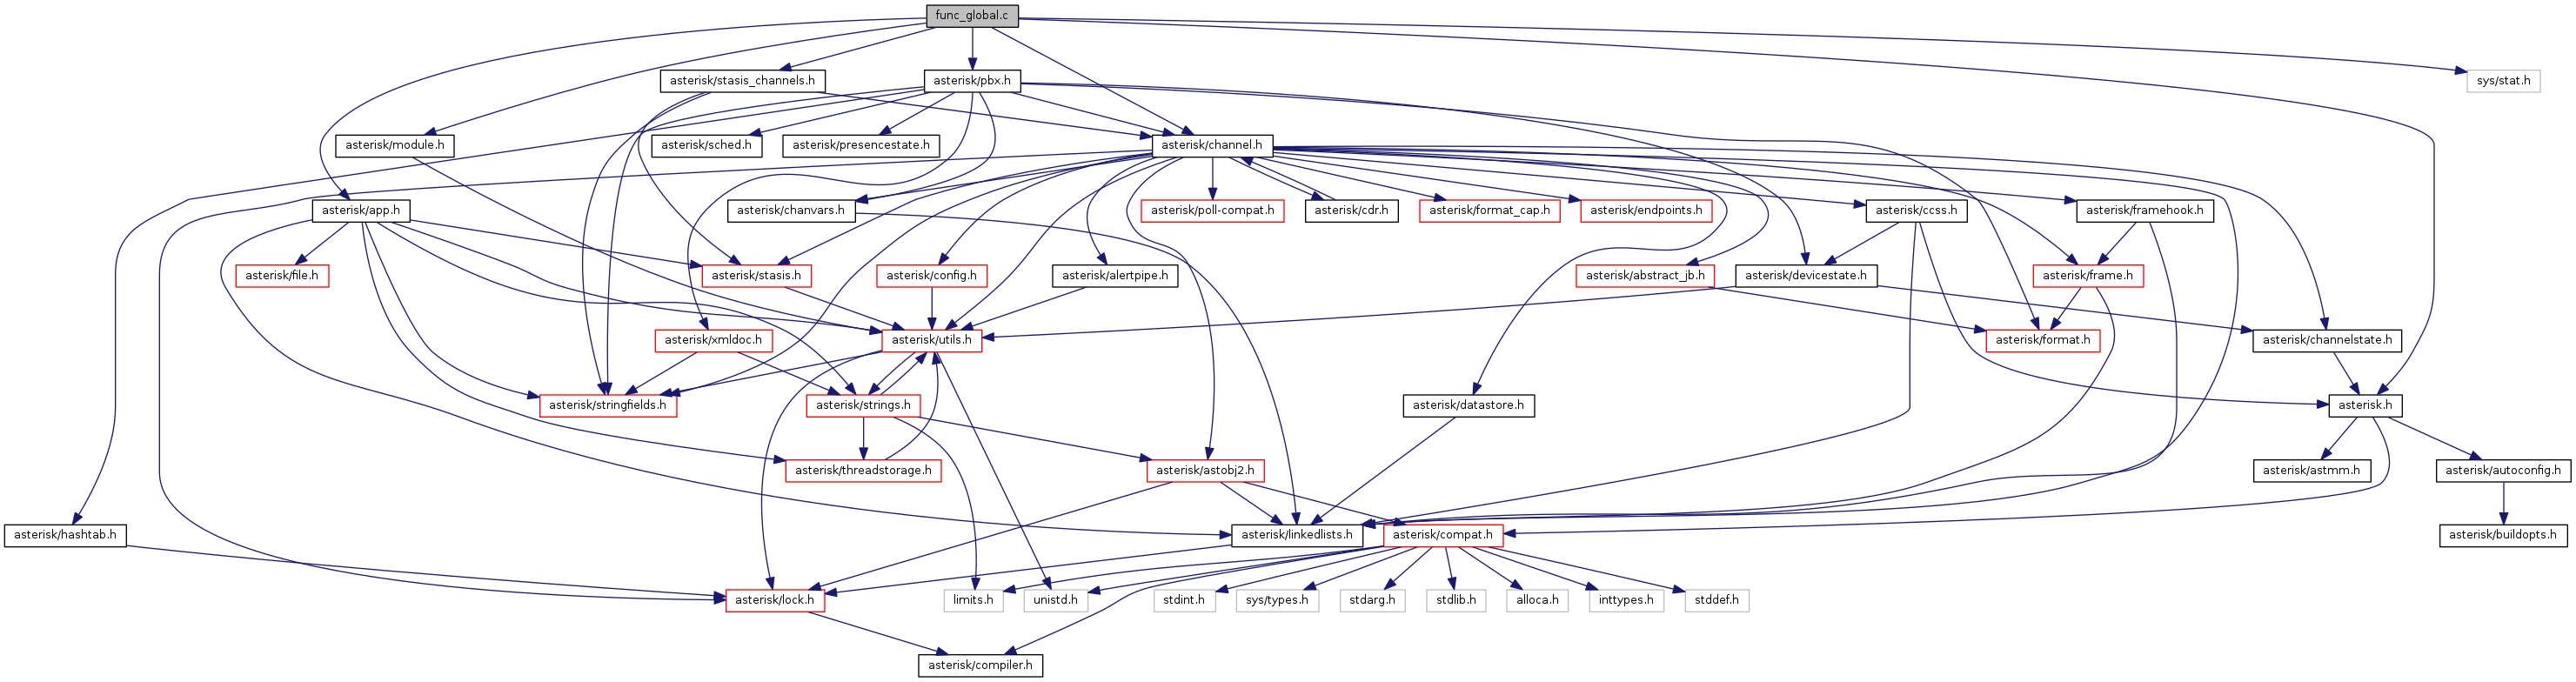 func_global.c
asterisk/stasis_channels.h
asterisk/pbx.h
sys/stat.h
asterisk/module.h
asterisk/sched.h
asterisk/presencestate.h
asterisk/channel.h
asterisk/app.h
asterisk/chanvars.h
asterisk/poll-compat.h
asterisk/cdr.h
asterisk/format_cap.h
asterisk/endpoints.h
asterisk/ccss.h
asterisk/framehook.h
asterisk/file.h
asterisk/stasis.h
asterisk/config.h
asterisk/alertpipe.h
asterisk/abstract_jb.h
asterisk/devicestate.h
asterisk/frame.h
asterisk/xmldoc.h
asterisk/utils.h
asterisk/format.h
asterisk/channelstate.h
asterisk/stringfields.h
asterisk/strings.h
asterisk/datastore.h
asterisk.h
asterisk/threadstorage.h
asterisk/astobj2.h
asterisk/astmm.h
asterisk/autoconfig.h
asterisk/hashtab.h
asterisk/linkedlists.h
asterisk/compat.h
asterisk/buildopts.h
asterisk/lock.h
limits.h
unistd.h
stdint.h
sys/types.h
stdarg.h
stdlib.h
alloca.h
inttypes.h
stddef.h
asterisk/compiler.h